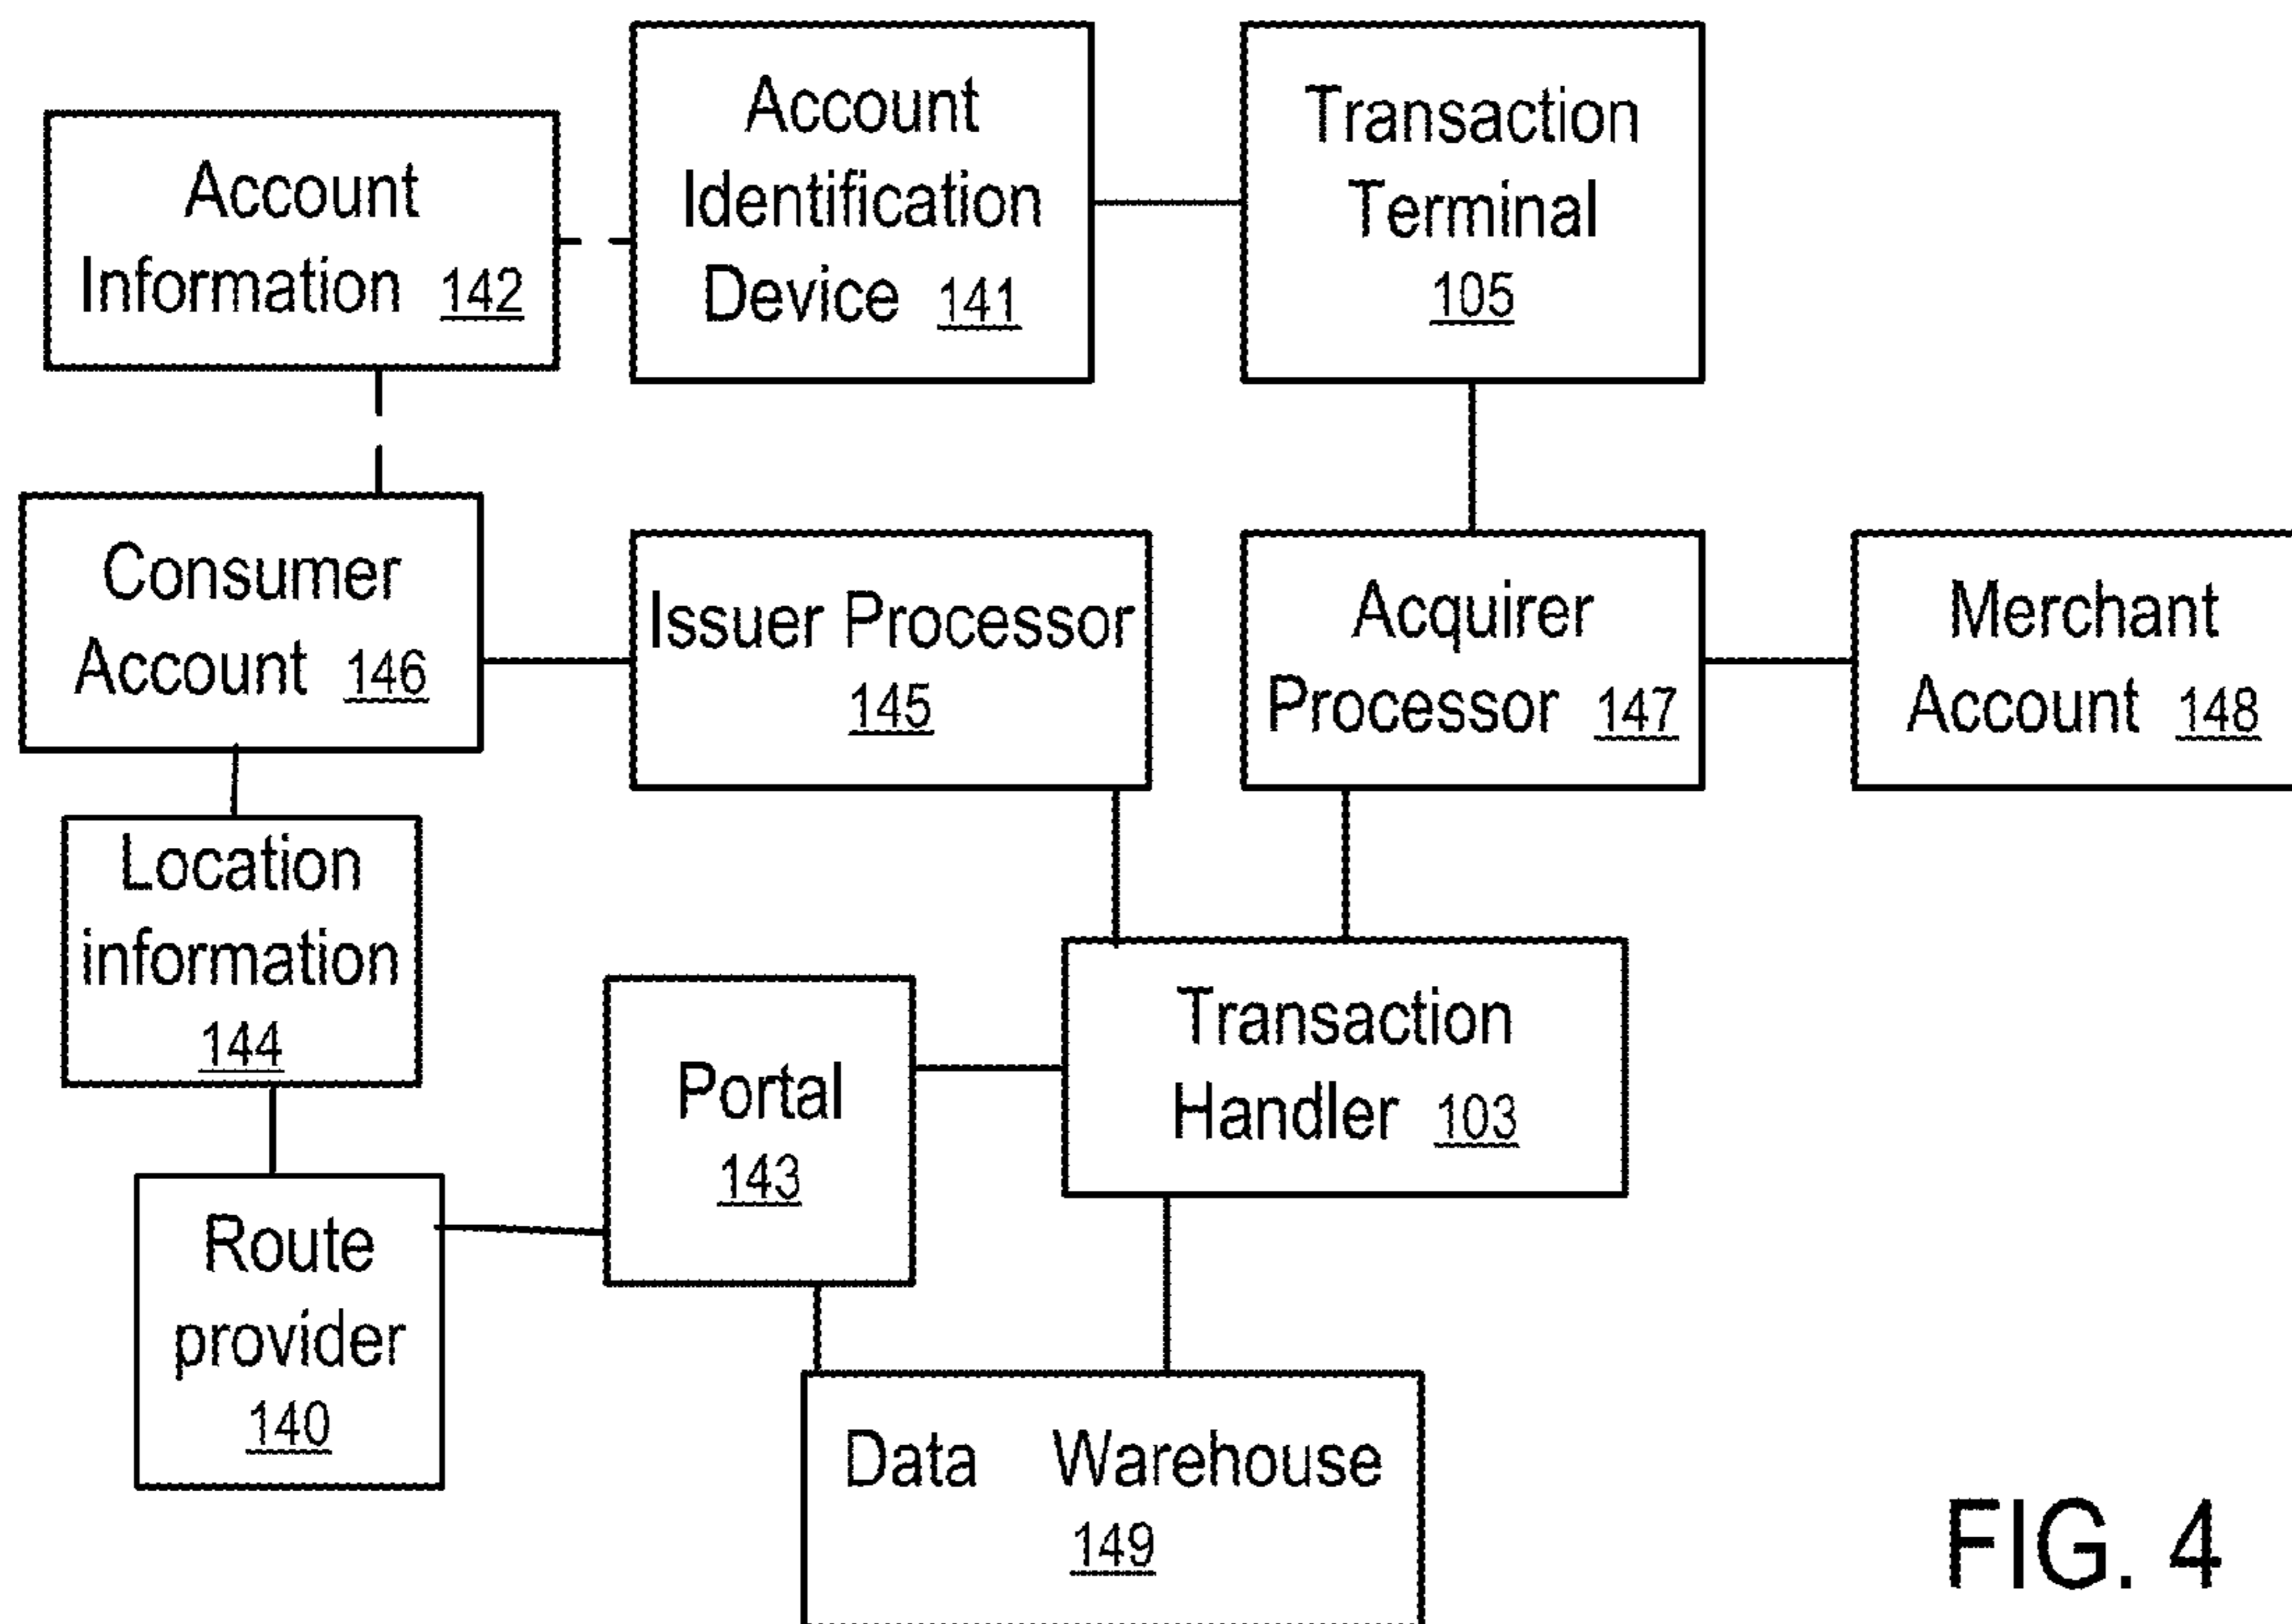 Account
Information 142
Account
Identification
Device 141
Transaction
Terminal
105
Consumer
Account 146
Issuer Processor
145
Acquirer
Processor 147
Merchant
Account 148
Location
information
144
Portal
143
Transaction
Handler 103
Route
provider
140
Data Warehouse
149
FIG. 4